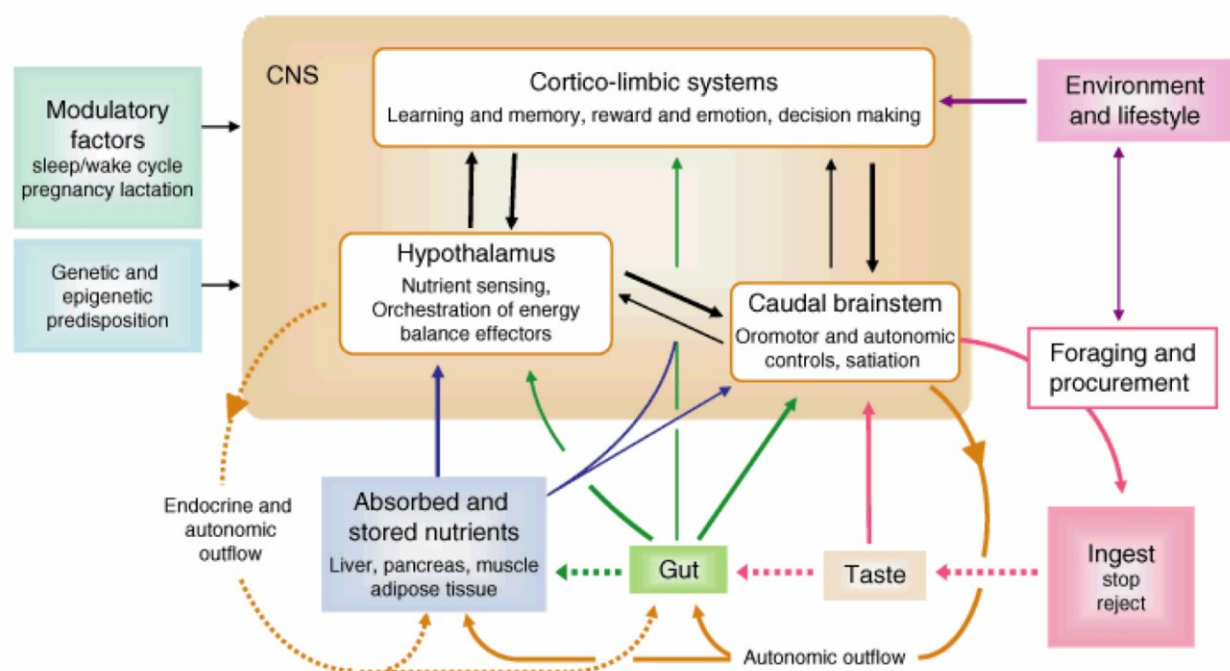 CNS
Cortico-limbic systems
Learning and memory, reward and emotion, decision making
Modulatory
factors
sleep/wake cycle
pregnancy lactation
Environment
and lifestyle
Genetic and
epigenetic
predisposition
Hypothalamus
Nutrient sensing,
Orchestration of energy
balance effectors
Caudal brainstem
Oromotor and autonomic
controls, satiation
Foraging and
procurement
Endocrine and
autonomic
outflow
Absorbed and
stored nutrients
Liver, pancreas, muscle
adipose tissue
Gut
Taste
Ingest
stop
reject
Autonomic outflow